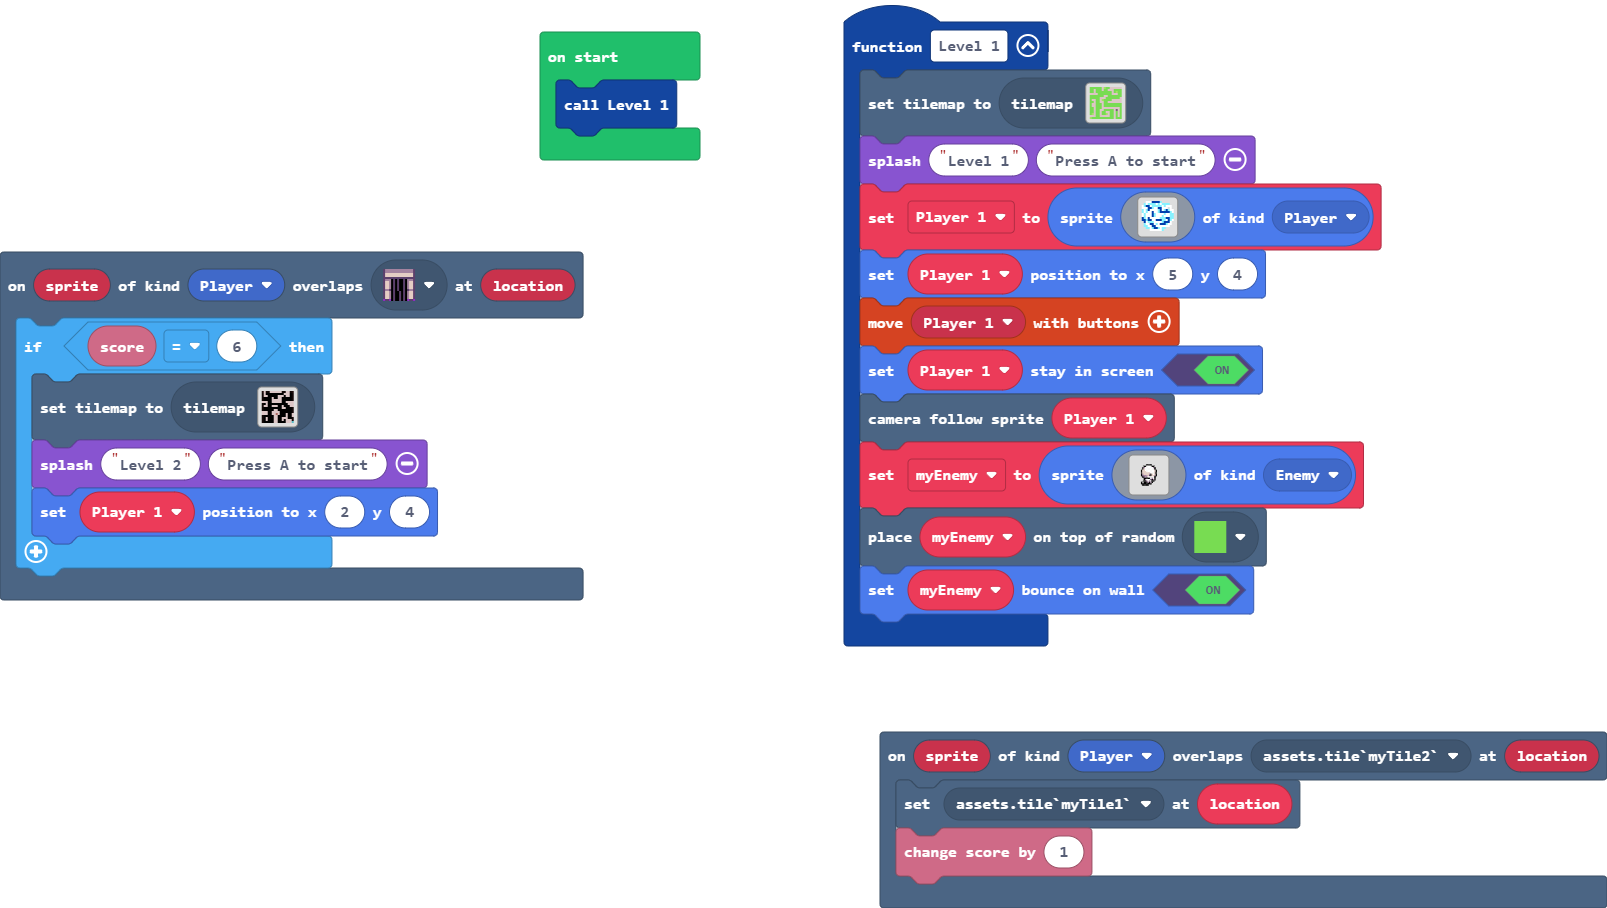 on start
call Level 1
function Level 1
set tilemap to tilemap
splash "Level 1" "Press A to start"
set Player 1 to sprite of kind Player
set Player 1 position to x 5 y 4
move Player 1 with buttons
set Player 1 stay in screen ON
camera follow sprite Player 1
set myEnemy to sprite of kind Enemy
place myEnemy on top of random
set myEnemy bounce on wall ON
on sprite of kind Player overlaps at location
if score = 6 then
set tilemap to tilemap
splash "Level 2" "Press A to start"
set Player 1 position to x 2 y 4
on sprite of kind Player overlaps assets.tile`myTile2` at location
set assets.tile`myTile1` at location
change score by 1